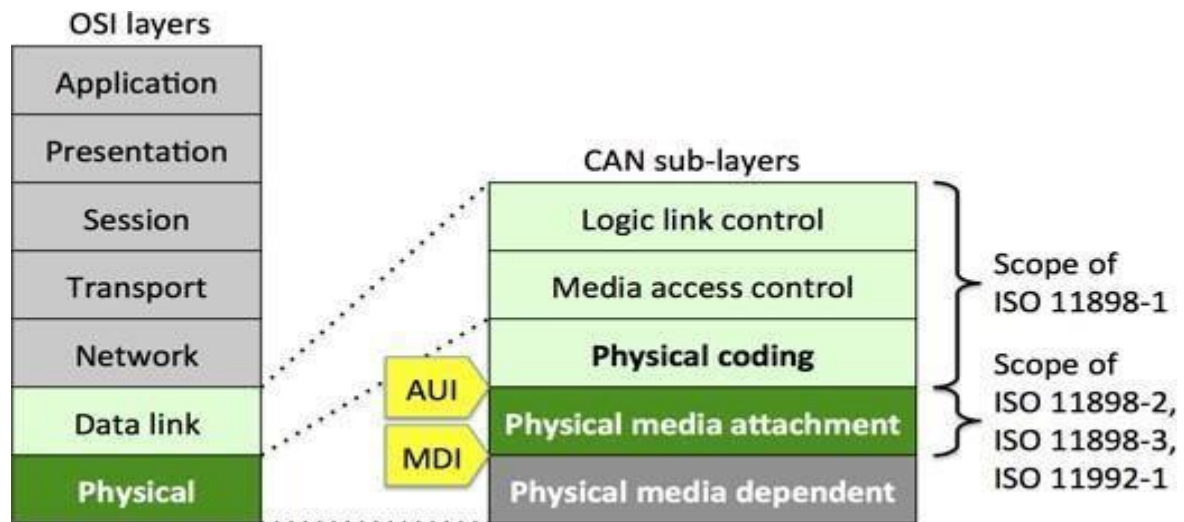 OSI layers
Application
Presentation
Session
Transport
Network
Data link
Physical
CAN sub-layers
Logic link control
Media access control
Physical coding
Physical media attachment
Physical media dependent
AUI
MDI
Scope of
ISO 11898-1
Scope of
ISO 11898-2,
ISO 11898-3,
ISO 11992-1